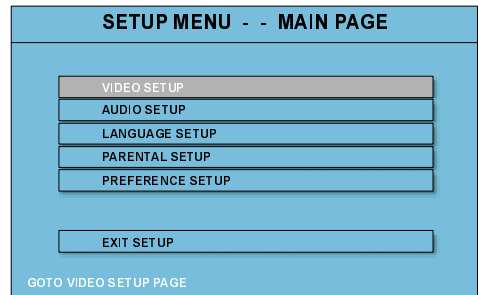 SETUP MENU - - MAIN PAGE
VIDEO SETUP
AUDIO SETUP
LANGUAGE SETUP
PARENTAL SETUP
PREFERENCE SETUP
EXIT SETUP
GOTO VIDEO SETUP PAGE